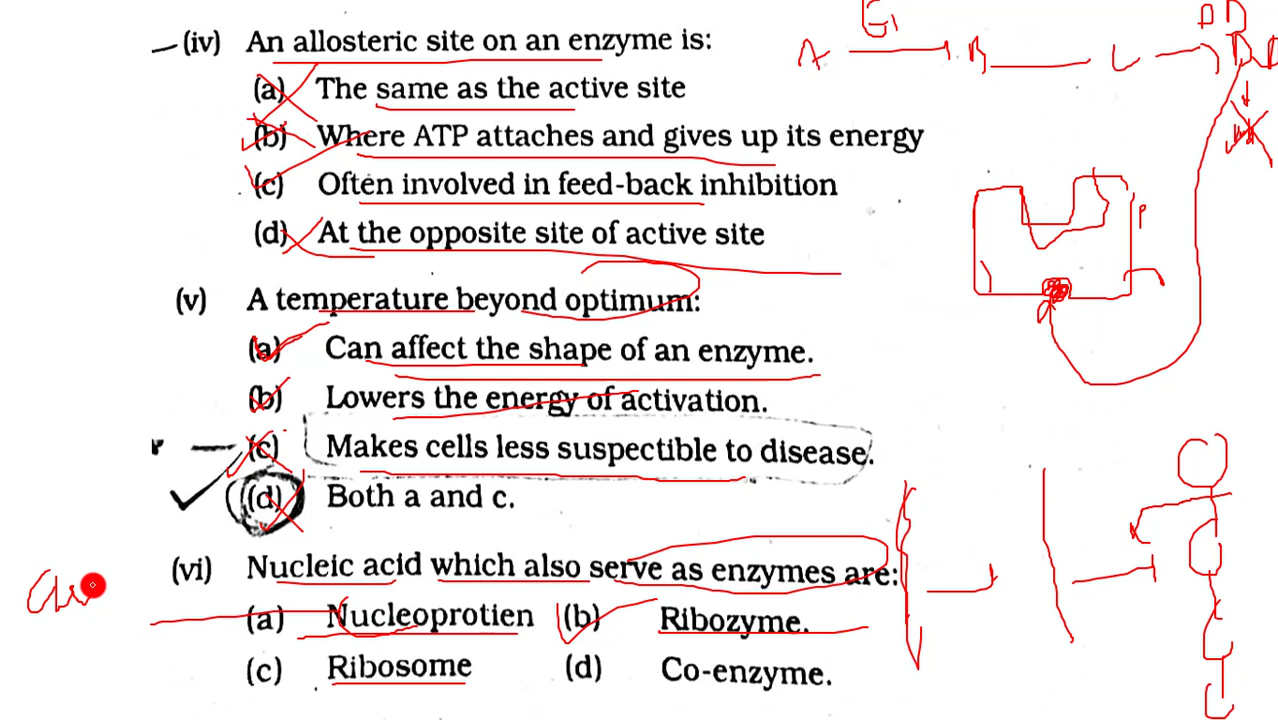 (iv) An allosteric site on an enzyme is:
(a) The same as the active site
(b) Where ATP attaches and gives up its energy
(c) Often involved in feed-back inhibition
(d) At the opposite site of active site
(v) A temperature beyond optimum:
(a) Can affect the shape of an enzyme.
(b) Lowers the energy of activation.
(c) Makes cells less suspectible to disease.
(d) Both a and c.
(vi) Nucleic acid which also serve as enzymes are:
(a) Nucleoprotien (b) Ribozyme.
(c) Ribosome (d) Co-enzyme.
A B